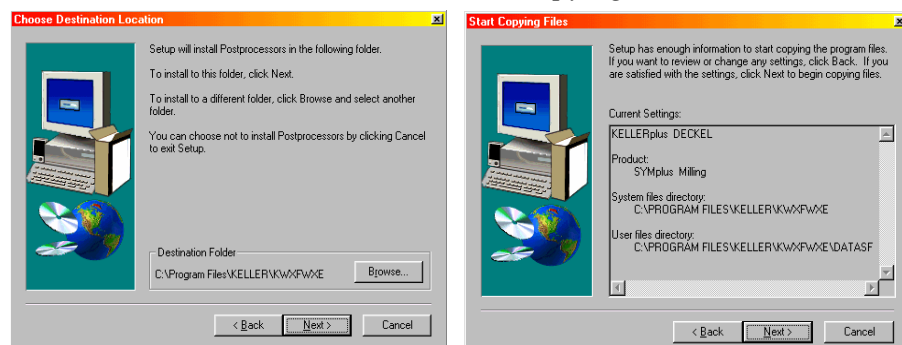 Choose Destination Location
Setup will install Postprocessors in the following folder.
To install to this folder, click Next.
To install to a different folder, click Browse and select another
folder.
You can choose not to install Postprocessors by clicking Cancel
to exit Setup.
Destination Folder
C:\Program Files\KELLER\KWXFWXE
Browse...
< Back
Next >
Cancel
Start Copying Files
Setup has enough information to start copying the program files.
If you want to review or change any settings, click Back. If you
are satisfied with the settings, click Next to begin copying files.
Current Settings:
KELLERplus DECKEL
Product:
SYMplus Milling
System files directory:
C:\PROGRAM FILES\KELLER\KWXFWXE
User files directory:
C:\PROGRAM FILES\KELLER\KWXFWXE\DATASF
< Back
Next >
Cancel